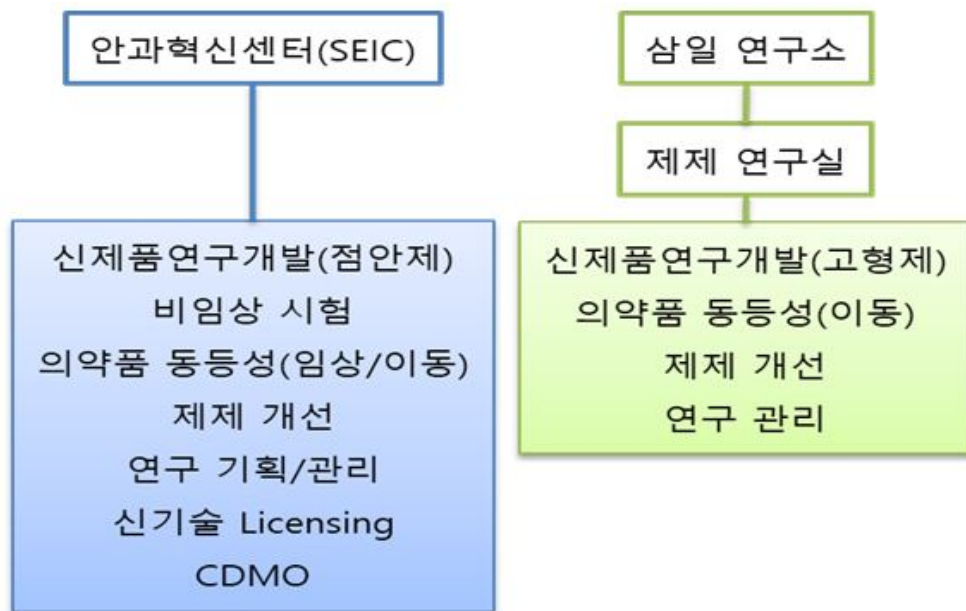 안과혁신센터(SEIC)
신제품연구개발(점안제)
비임상 시험
의약품 동등성(임상/이동)
제제 개선
연구 기획/관리
신기술 Licensing
CDMO
삼일 연구소
제제 연구실
신제품연구개발(고형제)
의약품 동등성(이동)
제제 개선
연구 관리